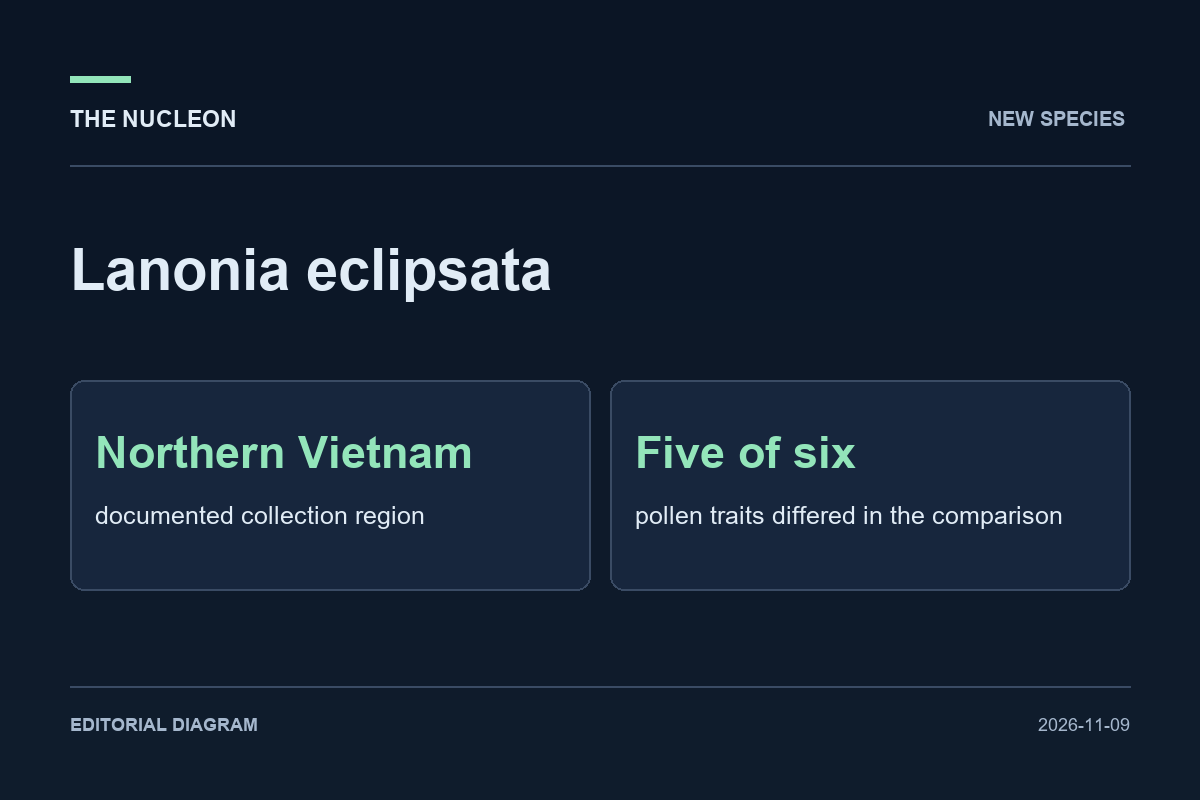 THE NUCLEON
NEW SPECIES
Lanonia eclipsata
Northern Vietnam
documented collection region
Five of six
pollen traits differed in the comparison
EDITORIAL DIAGRAM
2026-11-09